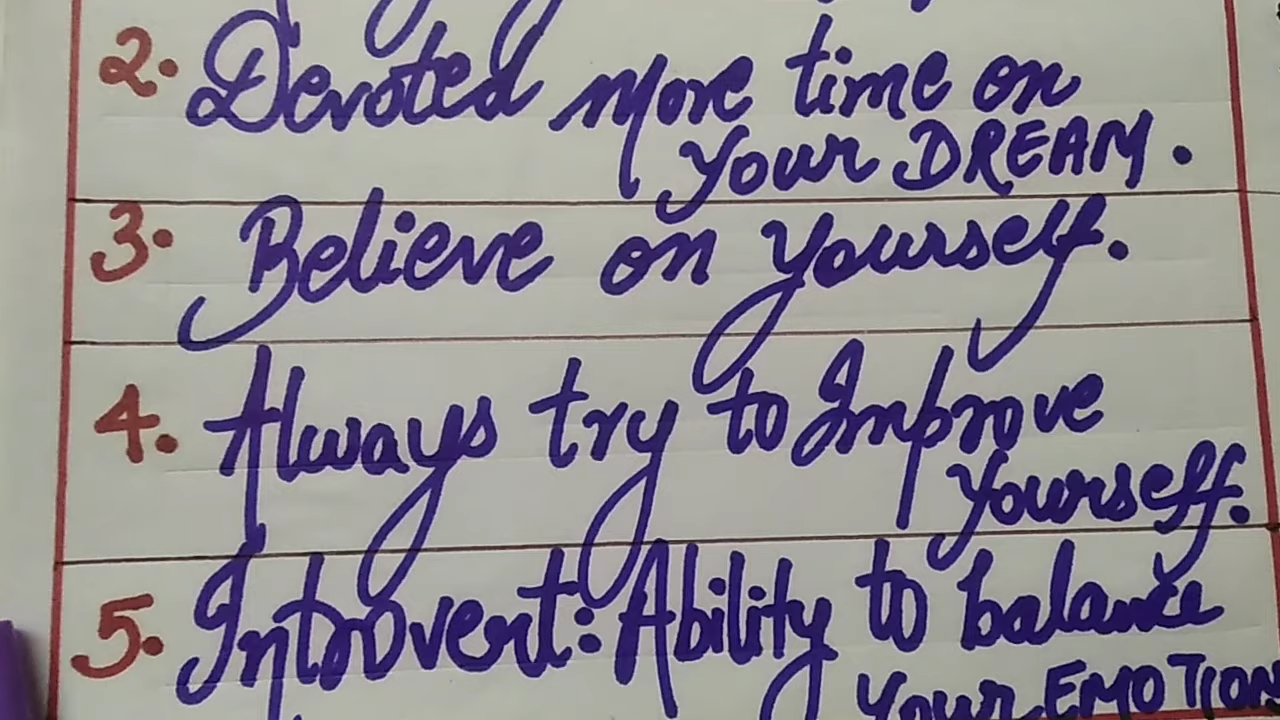 2. Devoted more time on
your DREAM.
3. Believe on yourself.
4. Always try to Improve
yourself.
5. Introvert: Ability to balance
your EMOTION